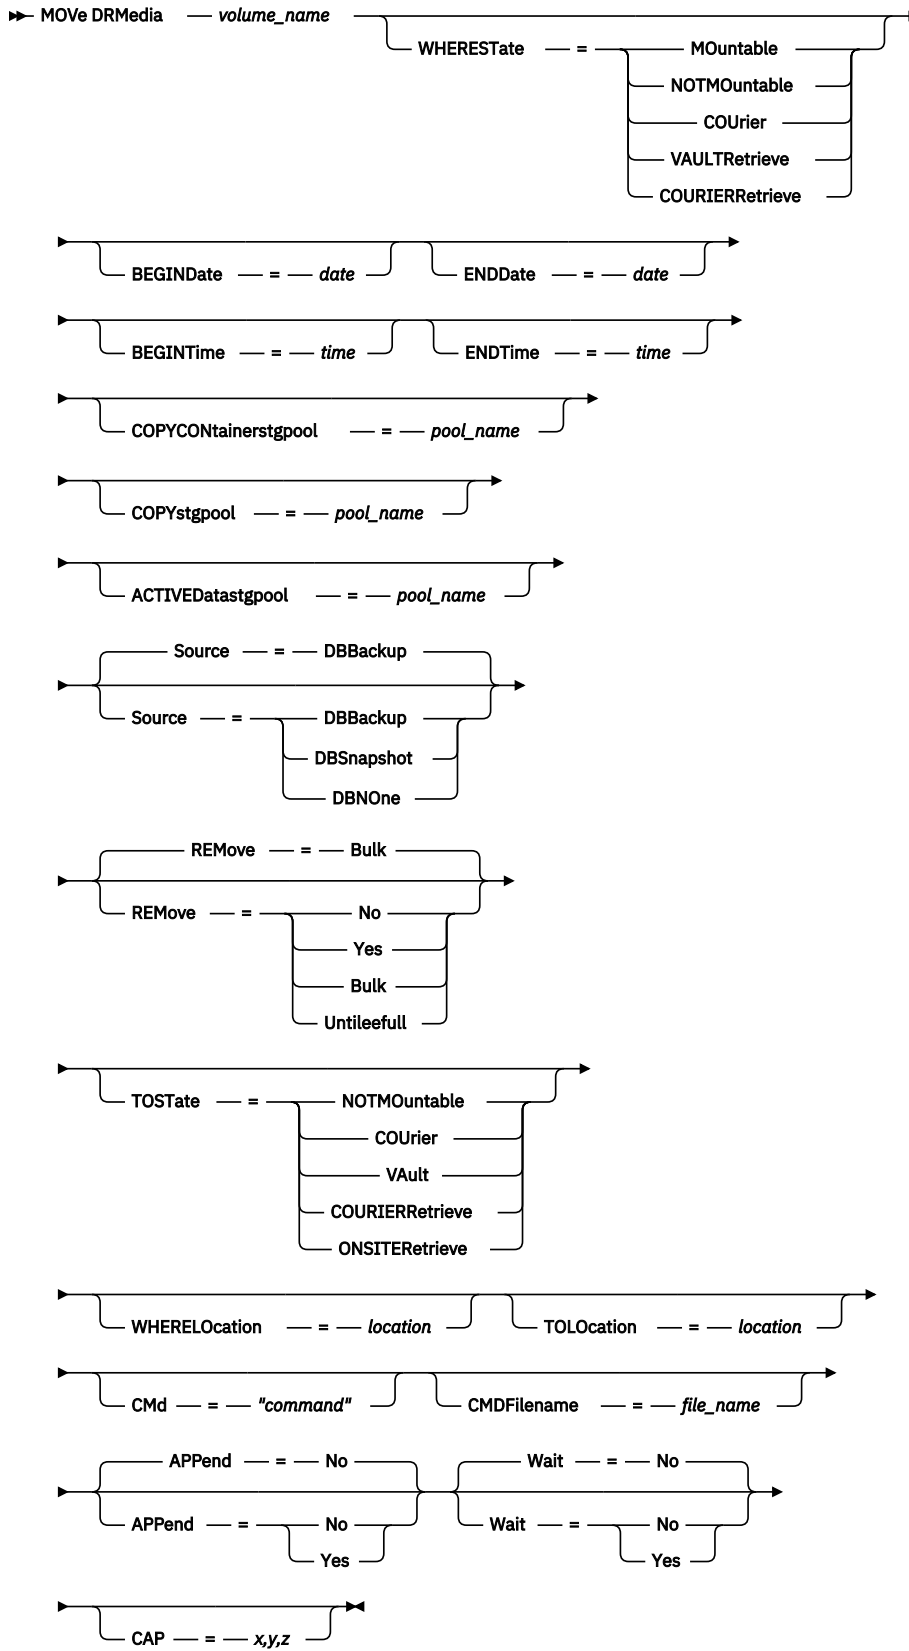 MOVe DRMedia volume_name
WHERESTate = MOuntable
NOTMOuntable
COUrier
VAULTRetrieve
COURIERRetrieve
BEGINDate = date ENDDate = date
BEGINTime = time ENDTime = time
COPYCONtainerstgpool = pool_name
COPYstgpool = pool_name
ACTIVEDatastgpool = pool_name
Source = DBBackup
Source = DBBackup
DBSnapshot
DBNOne
REMove = Bulk
REMove = No
Yes
Bulk
Untileefull
TOSTate = NOTMOuntable
COUrier
VAult
COURIERRetrieve
ONSITERetrieve
WHERELOcation = location TOLOcation = location
CMd = "command" CMDFilename = file_name
APPend = No Wait = No
APPend = No Wait = No
Yes Yes
CAP = x,y,z